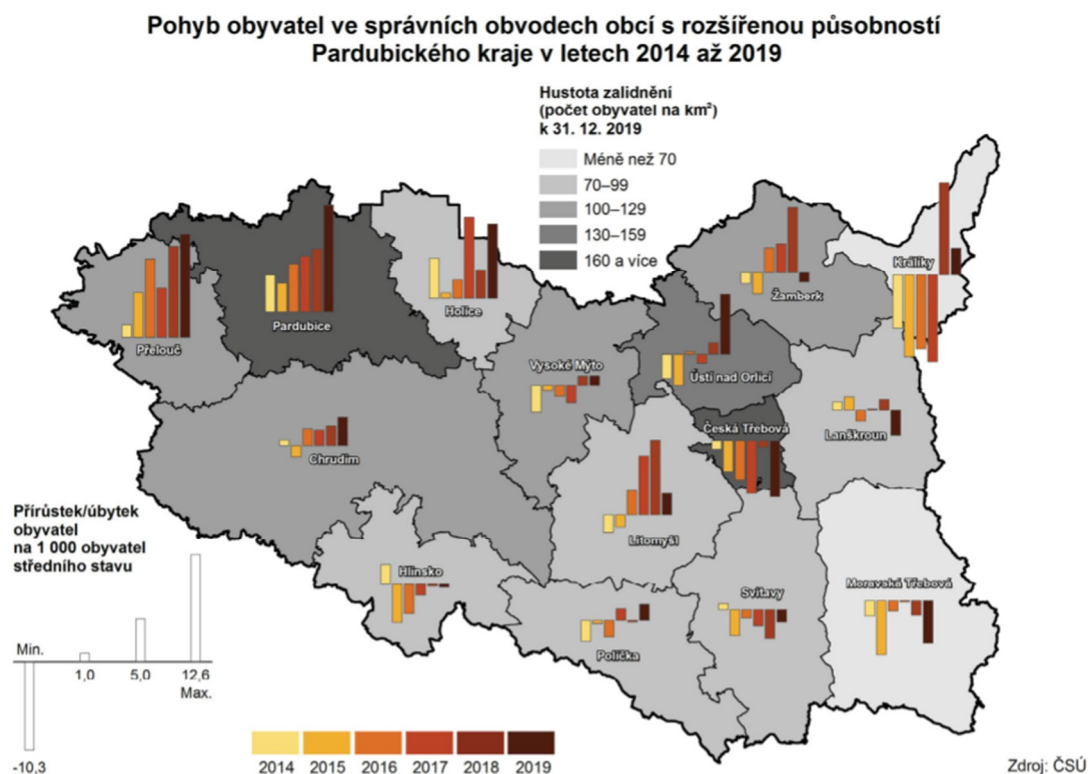 Pohyb obyvatel ve správních obvodech obcí s rozšířenou působností
Pardubického kraje v letech 2014 až 2019
Hustota zalidnění
(počet obyvatel na km²)
k 31. 12. 2019
Méně než 70
70–99
100–129
130–159
160 a více
Králíky
Žamberk
Holice
Pardubice
Přelouč
Vysoké Mýto
Ústí nad Orlicí
Česká Třebová
Lanškroun
Chrudim
Litomyšl
Hlinsko
Svitavy
Moravská Třebová
Polička
Přírůstek/úbytek
obyvatel
na 1 000 obyvatel
středního stavu
Min.
1,0
5,0
12,6
Max.
-10,3
2014
2015
2016
2017
2018
2019
Zdroj: ČSÚ